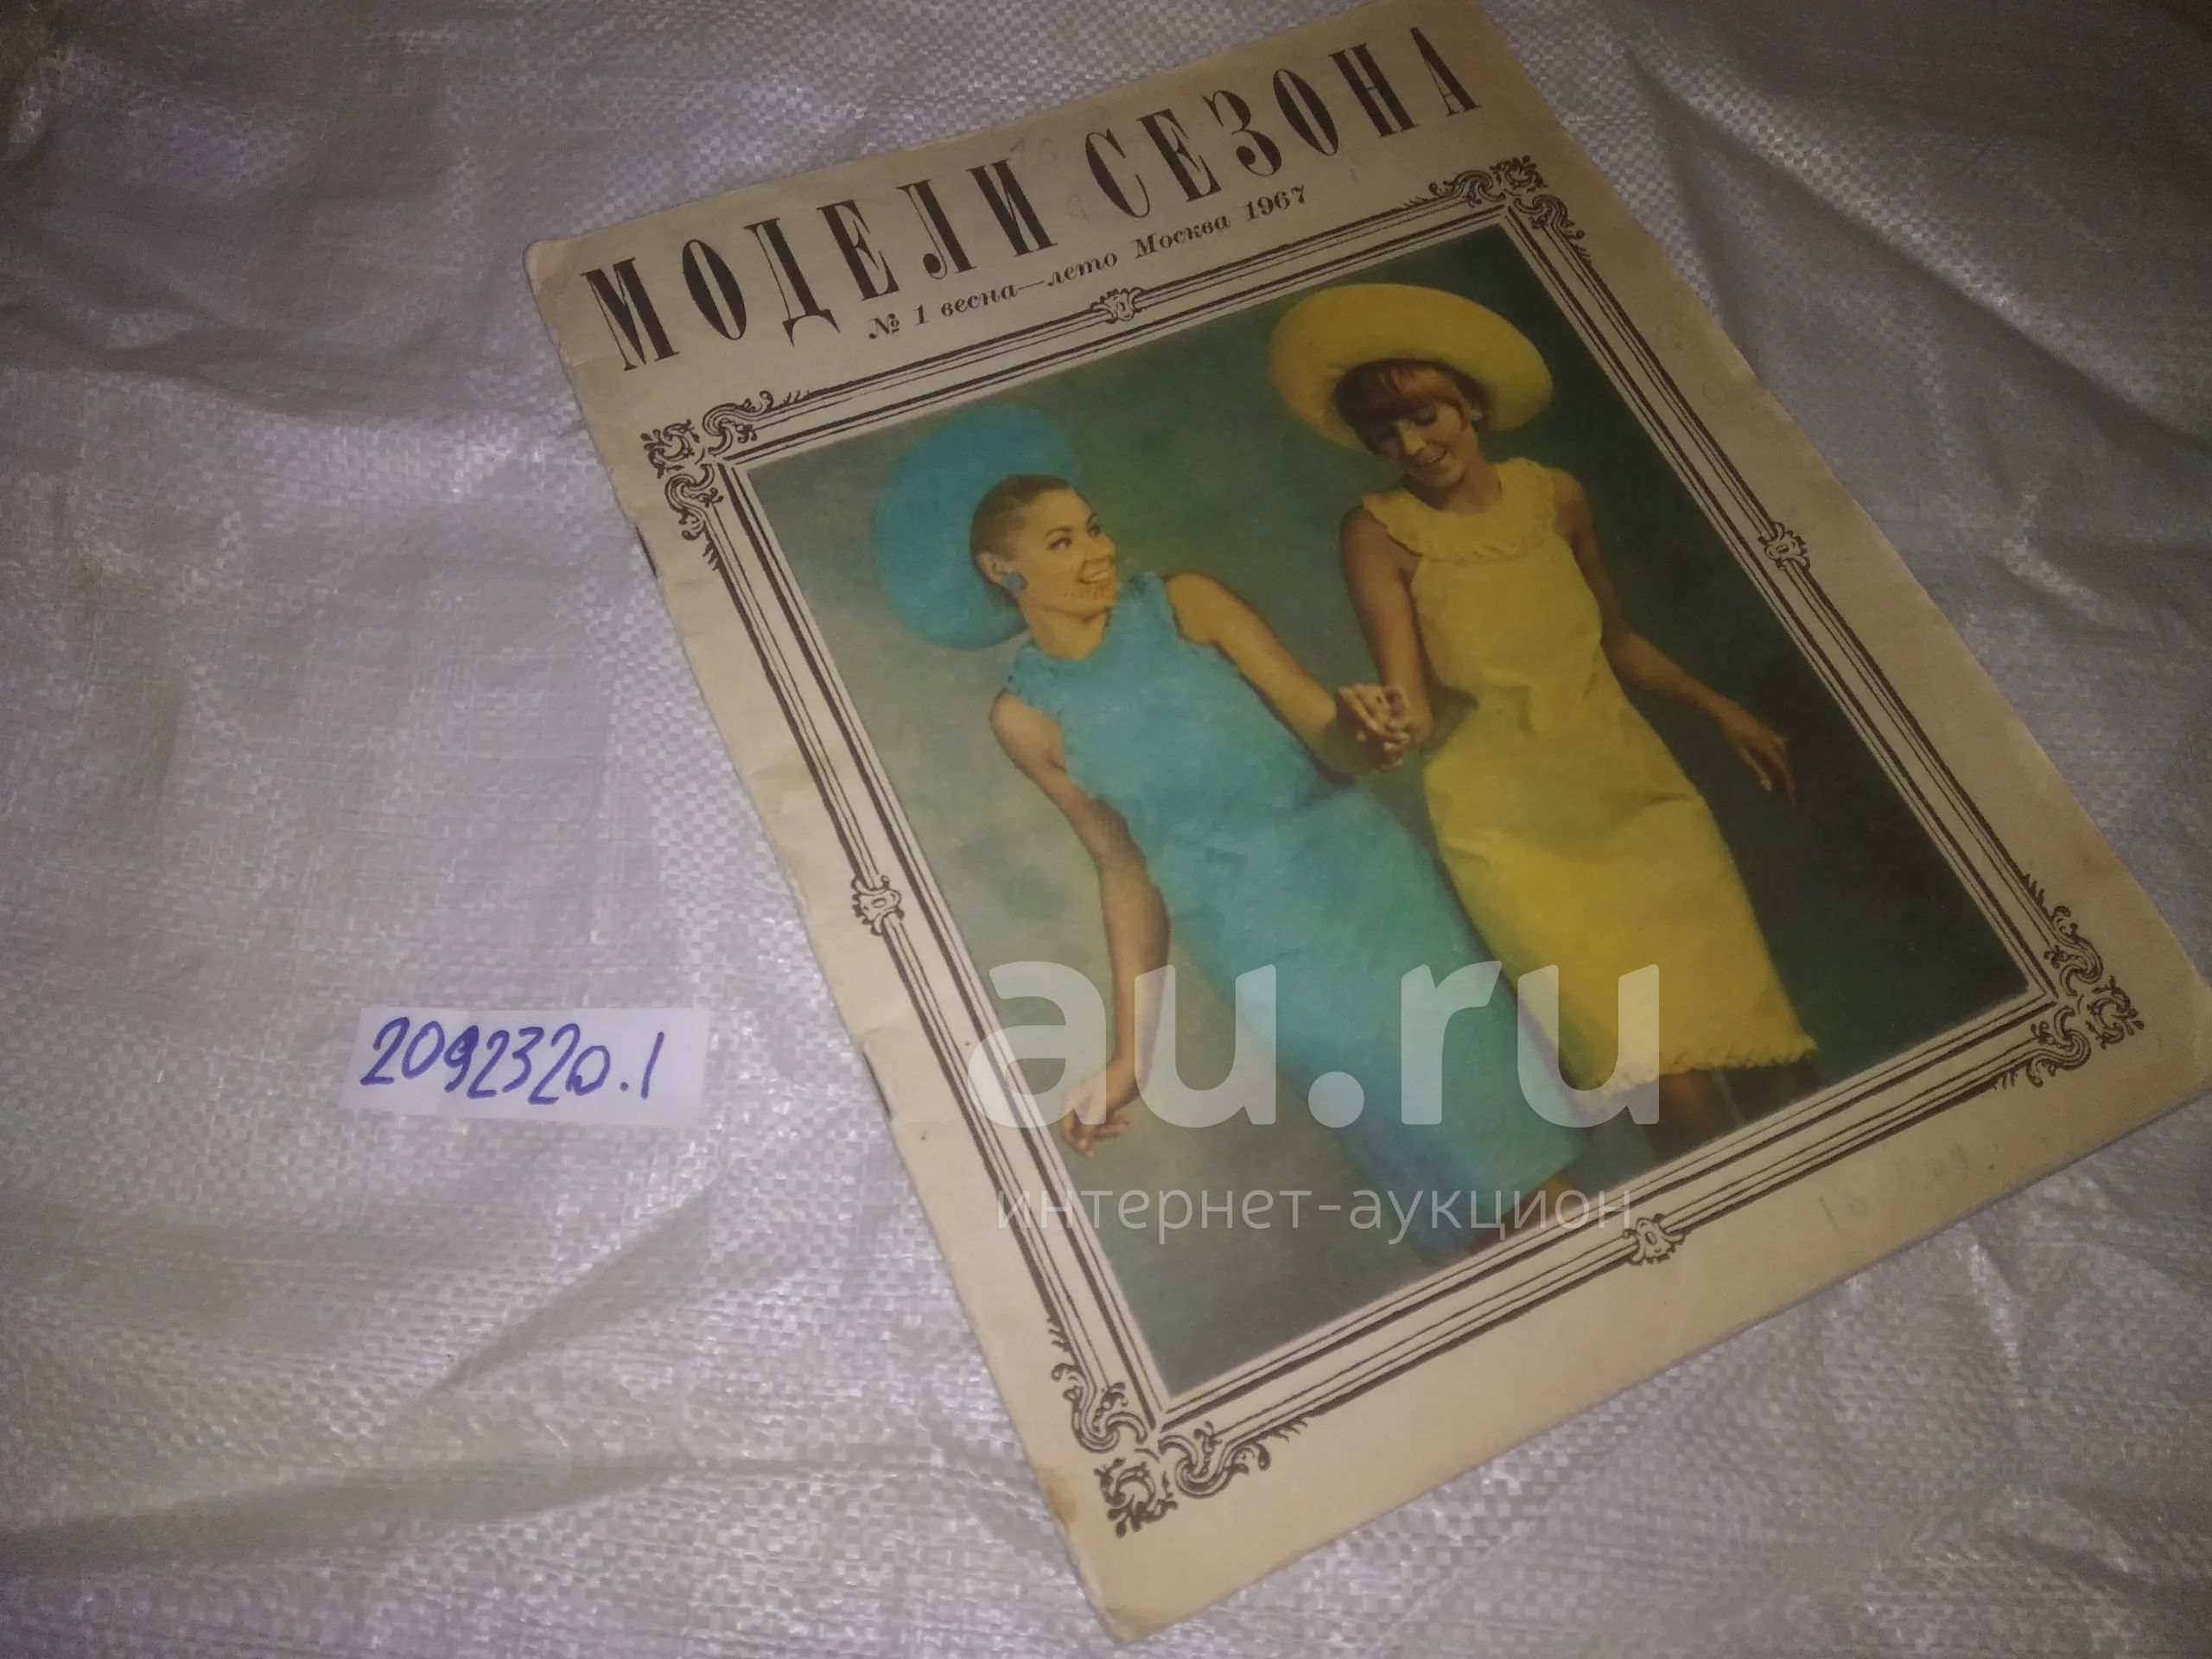 МОДЕЛИ СЕЗОНА
№ 1 весна—лето Москва 1967
2092320.1
au.ru
интернет-аукцион